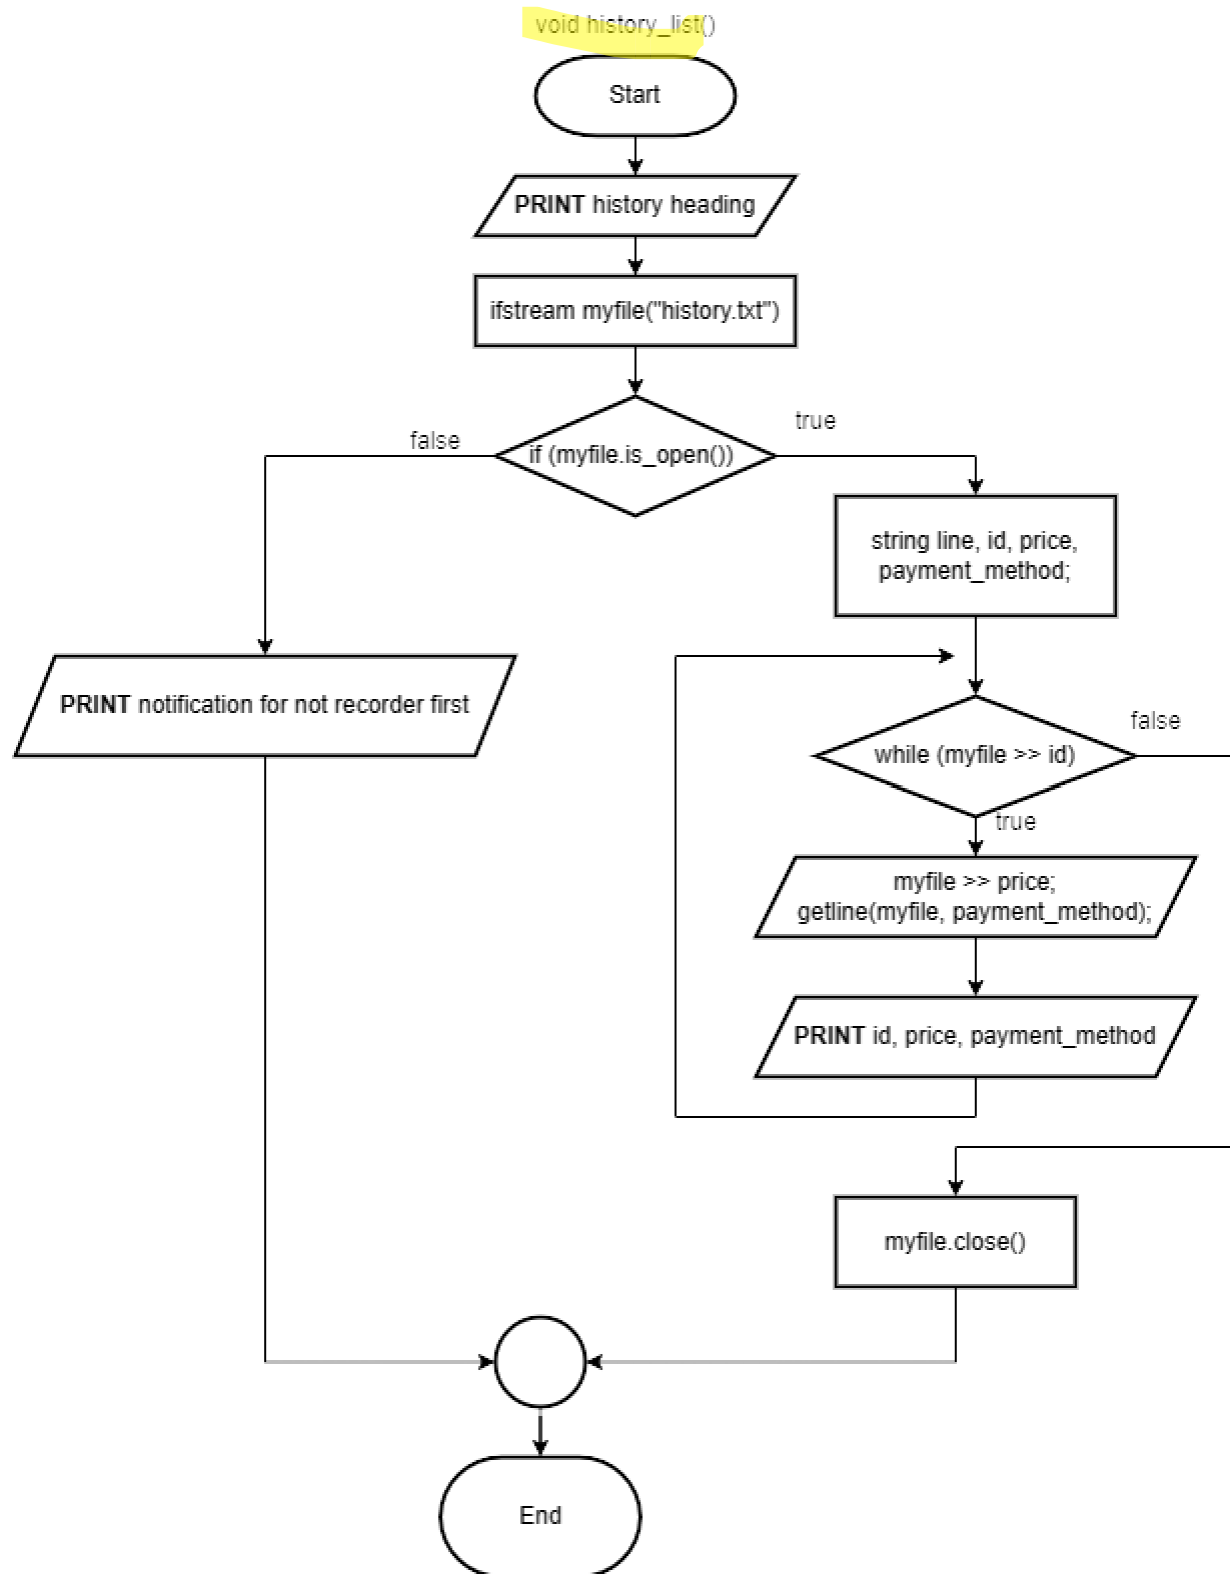 void history_list()
Start
PRINT history heading
ifstream myfile("history.txt")
if (myfile.is_open())
false
true
string line, id, price,
payment_method;
PRINT notification for not recorder first
while (myfile >> id)
false
true
myfile >> price;
getline(myfile, payment_method);
PRINT id, price, payment_method
myfile.close()
End